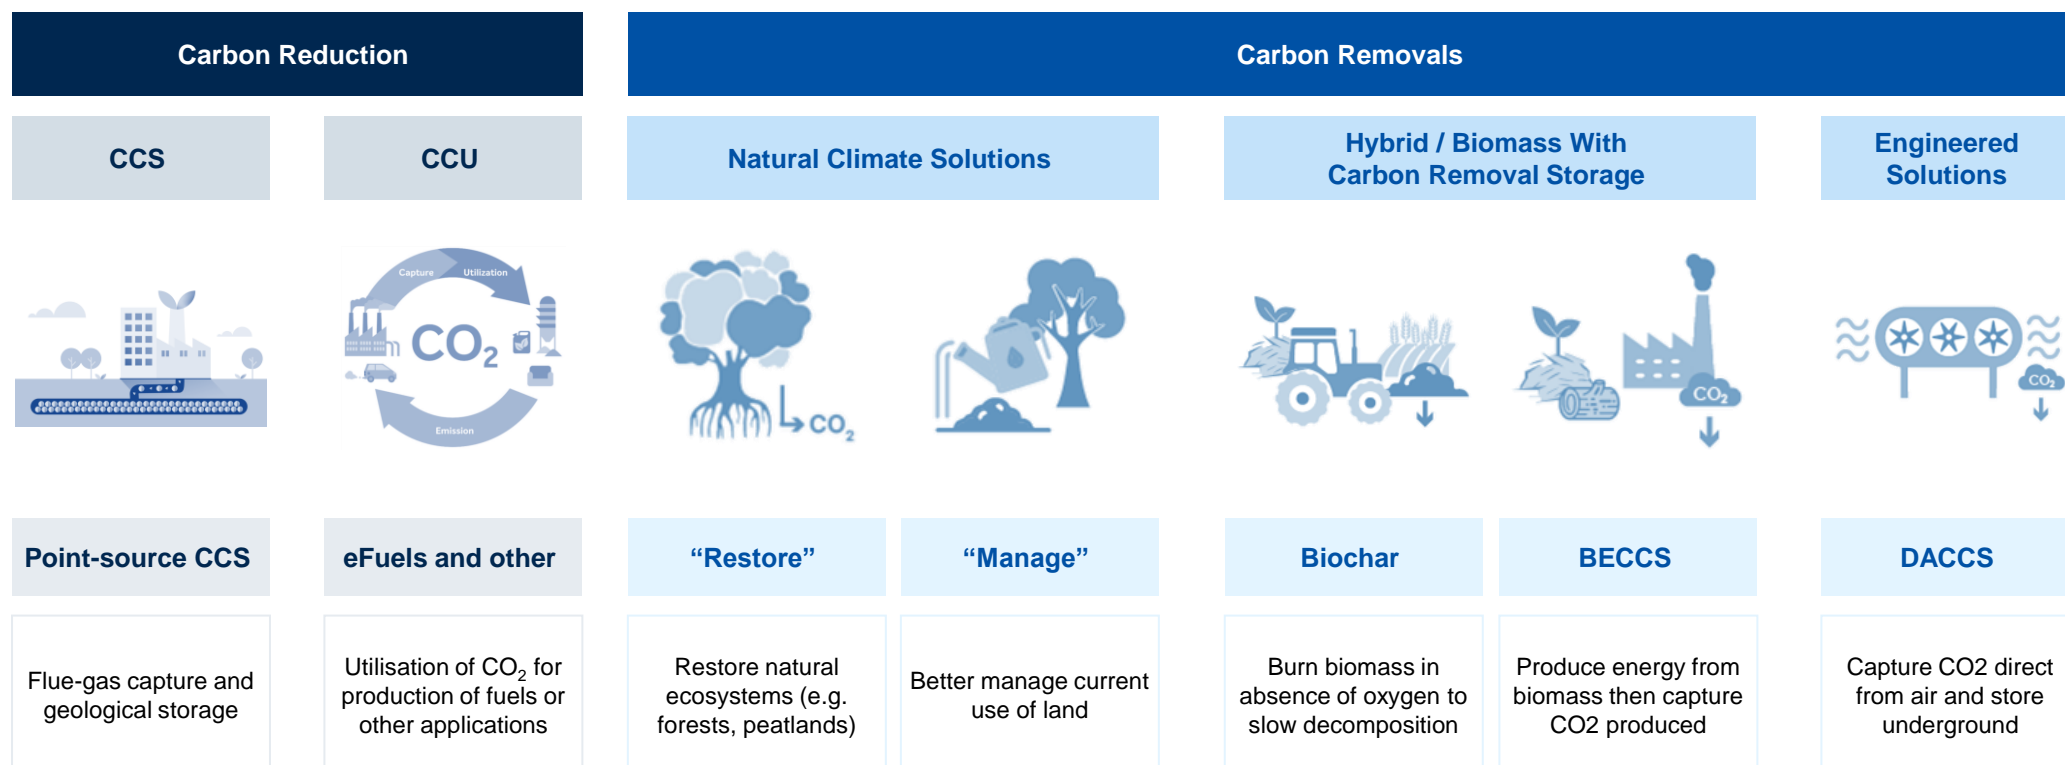 Carbon Reduction
Carbon Removals
CCS
CCU
Natural Climate Solutions
Hybrid / Biomass With
Carbon Removal Storage
Engineered
Solutions
Capture
Utilization
CO₂
Emission
CO₂
CO₂
CO₂
Point-source CCS
eFuels and other
“Restore”
“Manage”
Biochar
BECCS
DACCS
Flue-gas capture and
geological storage
Utilisation of CO₂ for
production of fuels or
other applications
Restore natural
ecosystems (e.g.
forests, peatlands)
Better manage current
use of land
Burn biomass in
absence of oxygen to
slow decomposition
Produce energy from
biomass then capture
CO2 produced
Capture CO2 direct
from air and store
underground